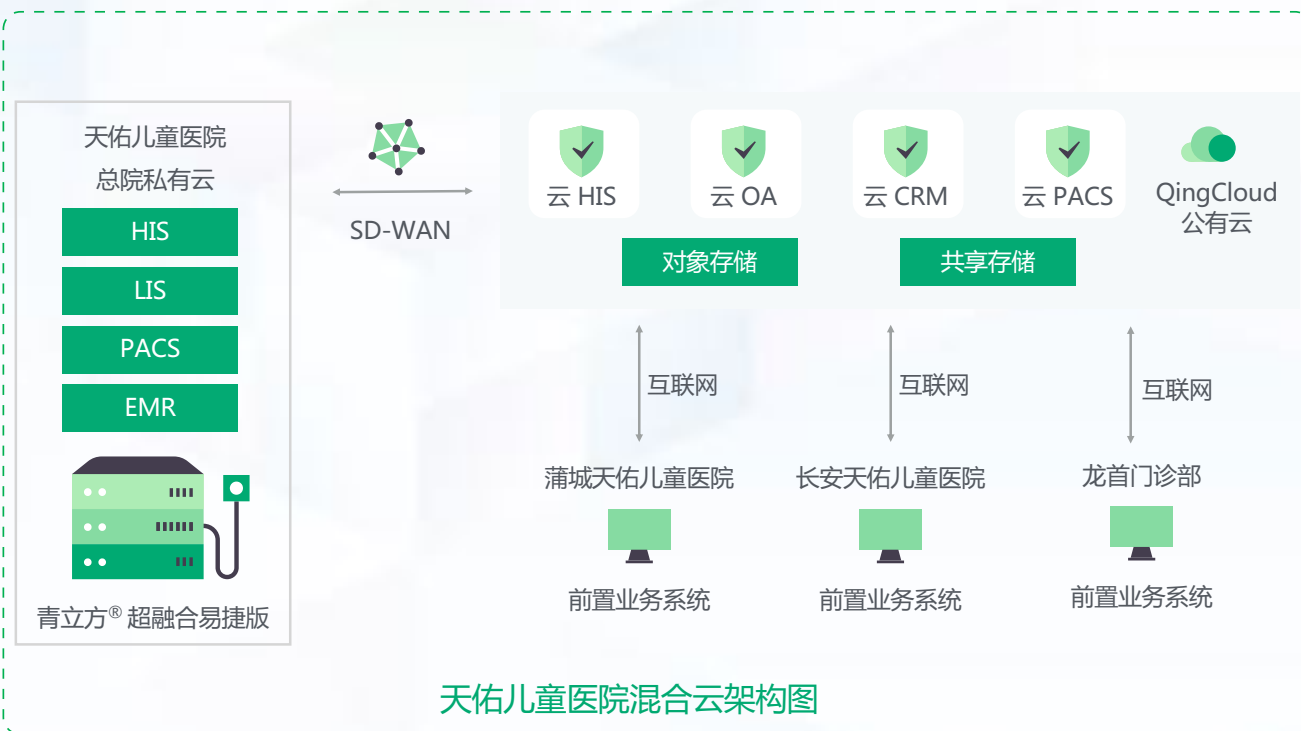 天佑儿童医院
总院私有云
HIS
LIS
PACS
EMR
青立方® 超融合易捷版
SD-WAN
云 HIS
云 OA
云 CRM
云 PACS
QingCloud
公有云
对象存储
共享存储
互联网
互联网
互联网
蒲城天佑儿童医院
长安天佑儿童医院
龙首门诊部
前置业务系统
前置业务系统
前置业务系统
天佑儿童医院混合云架构图